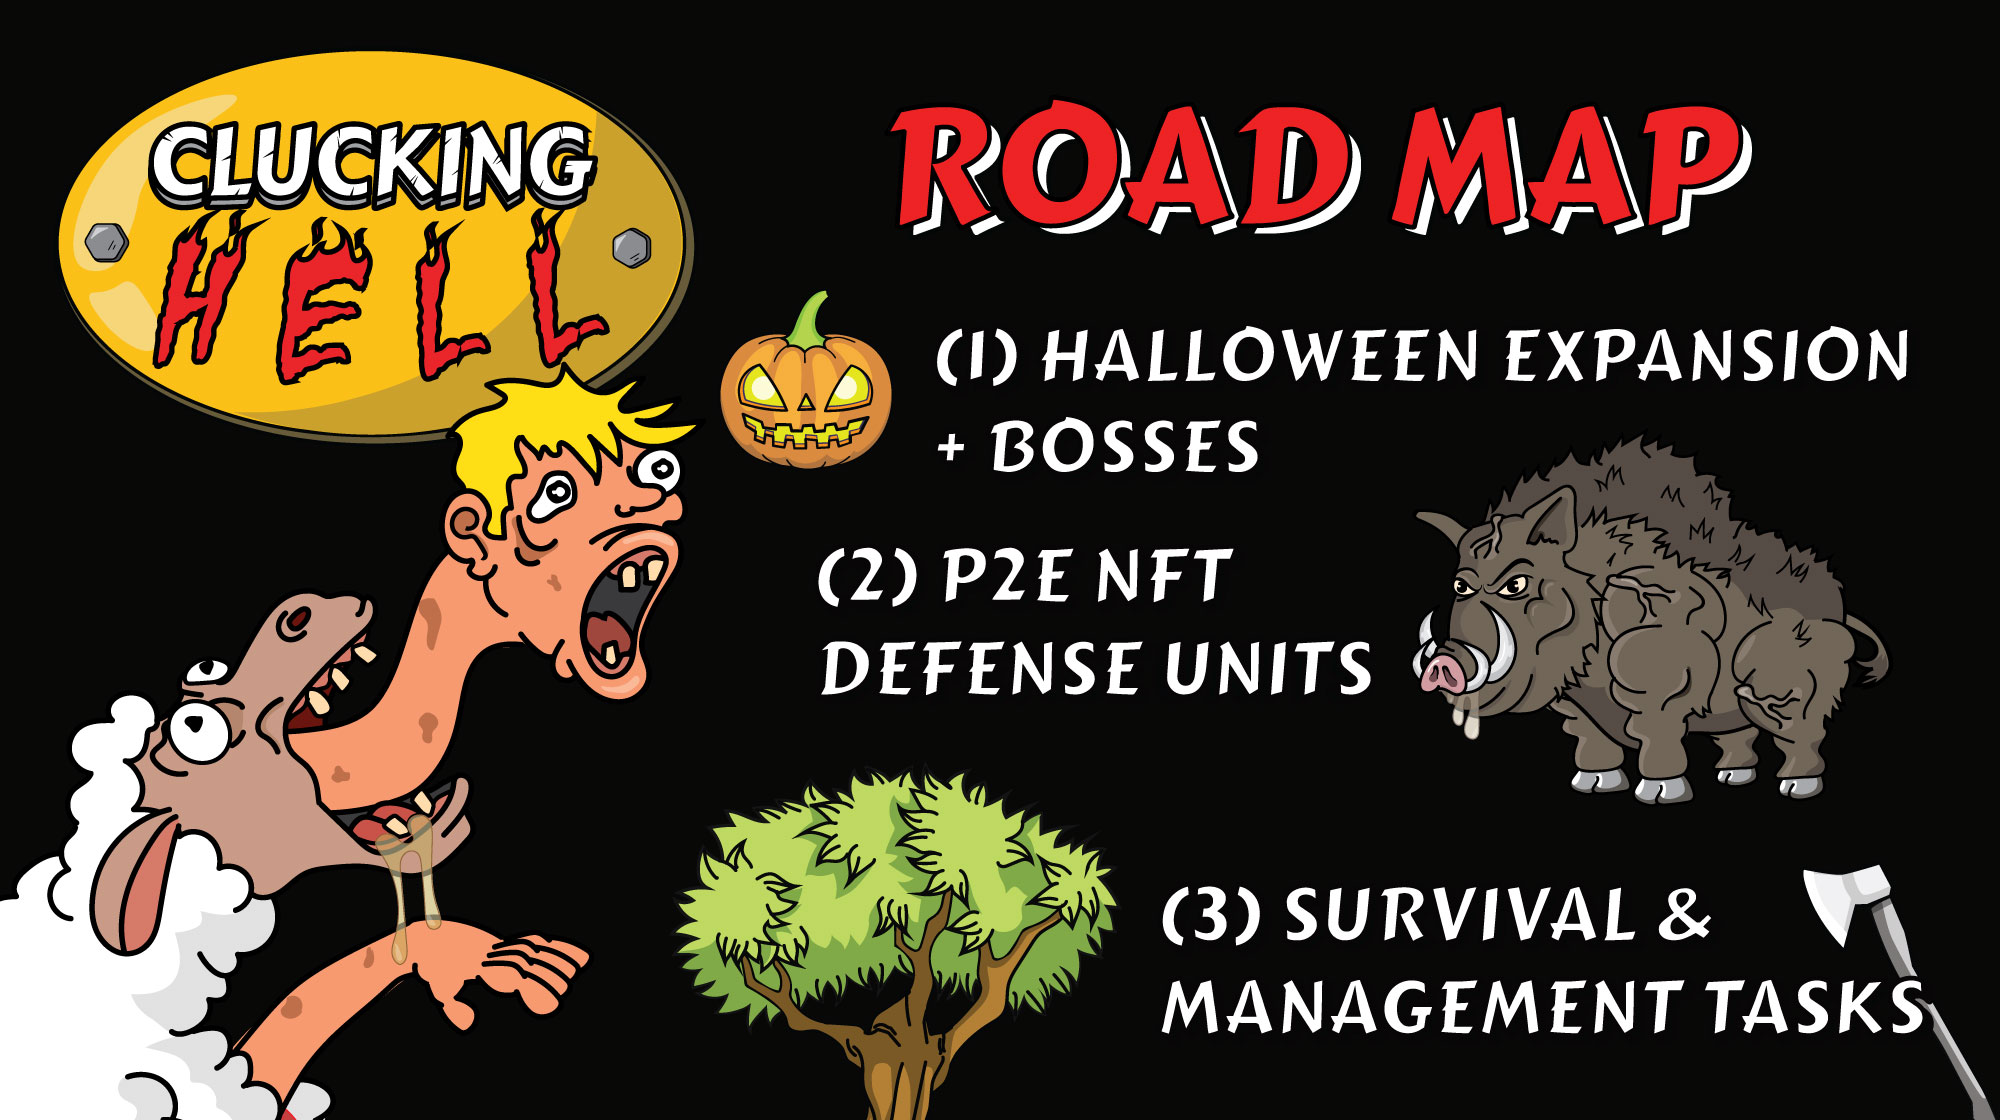 CLUCKING
HELL
ROAD MAP
(1) HALLOWEEN EXPANSION
+ BOSSES
(2) P2E NFT
DEFENSE UNITS
(3) SURVIVAL &
MANAGEMENT TASKS